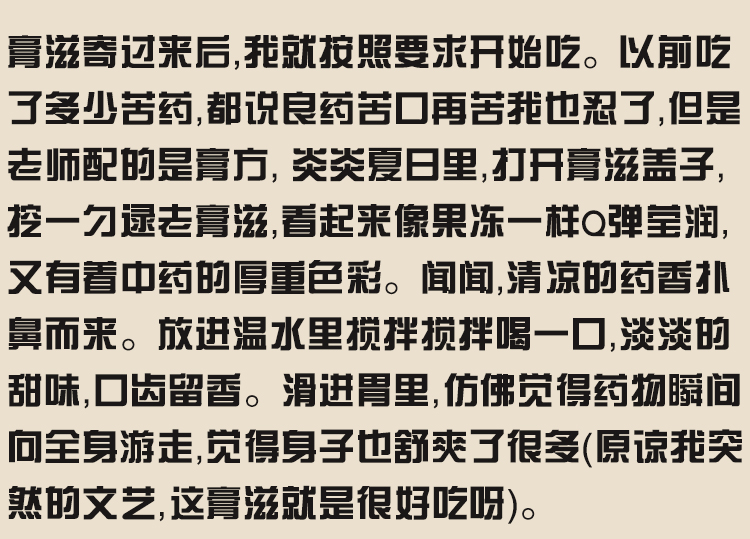 膏滋寄过来后,我就按照要求开始吃。以前吃
了多少苦药,都说良药苦口再苦我也忍了,但是
老师配的是膏方, 炎炎夏日里,打开膏滋盖子,
挖一勺逯老膏滋,看起来像果冻一样Q弹莹润,
又有着中药的厚重色彩。闻闻,清凉的药香扑
鼻而来。放进温水里搅拌搅拌喝一口,淡淡的
甜味,口齿留香。滑进胃里,仿佛觉得药物瞬间
向全身游走,觉得身子也舒爽了很多(原谅我突
然的文艺,这膏滋就是很好吃呀)。